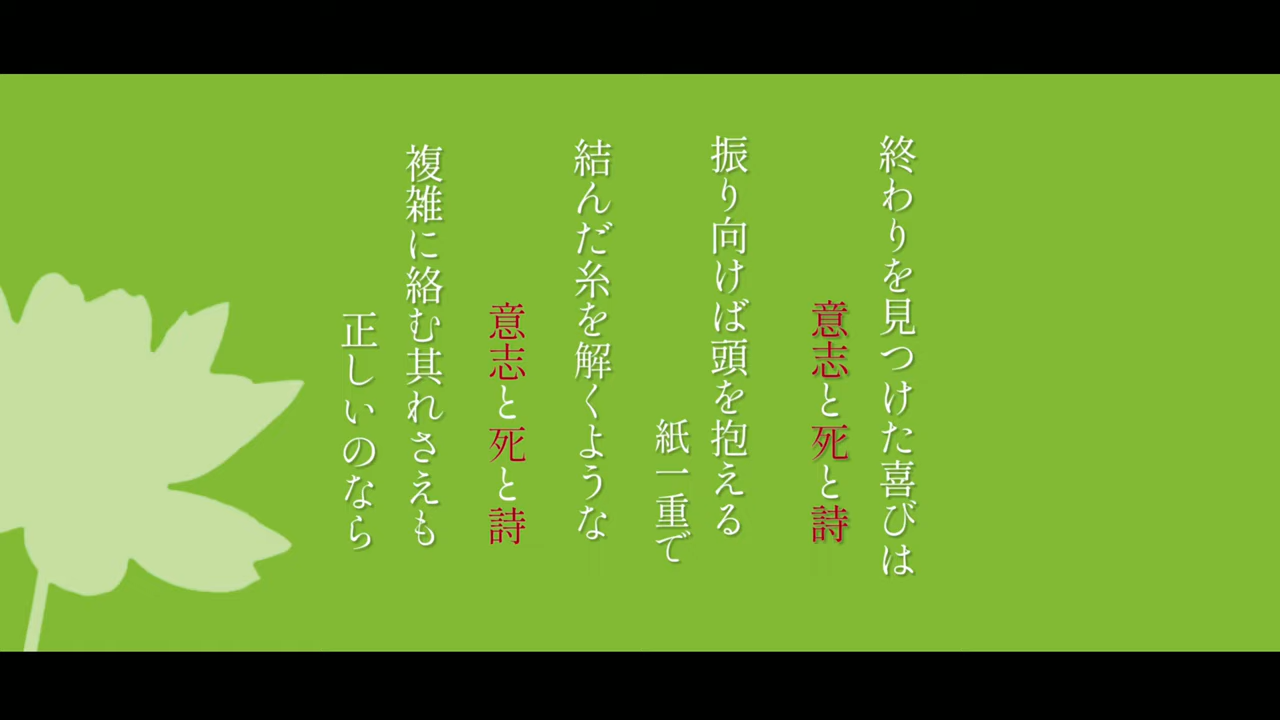 終わりを見つけた喜びは
意志と死と詩
振り向けば頭を抱える
紙一重で
結んだ糸を解くような
意志と死と詩
複雑に絡む其れさえも
正しいのなら